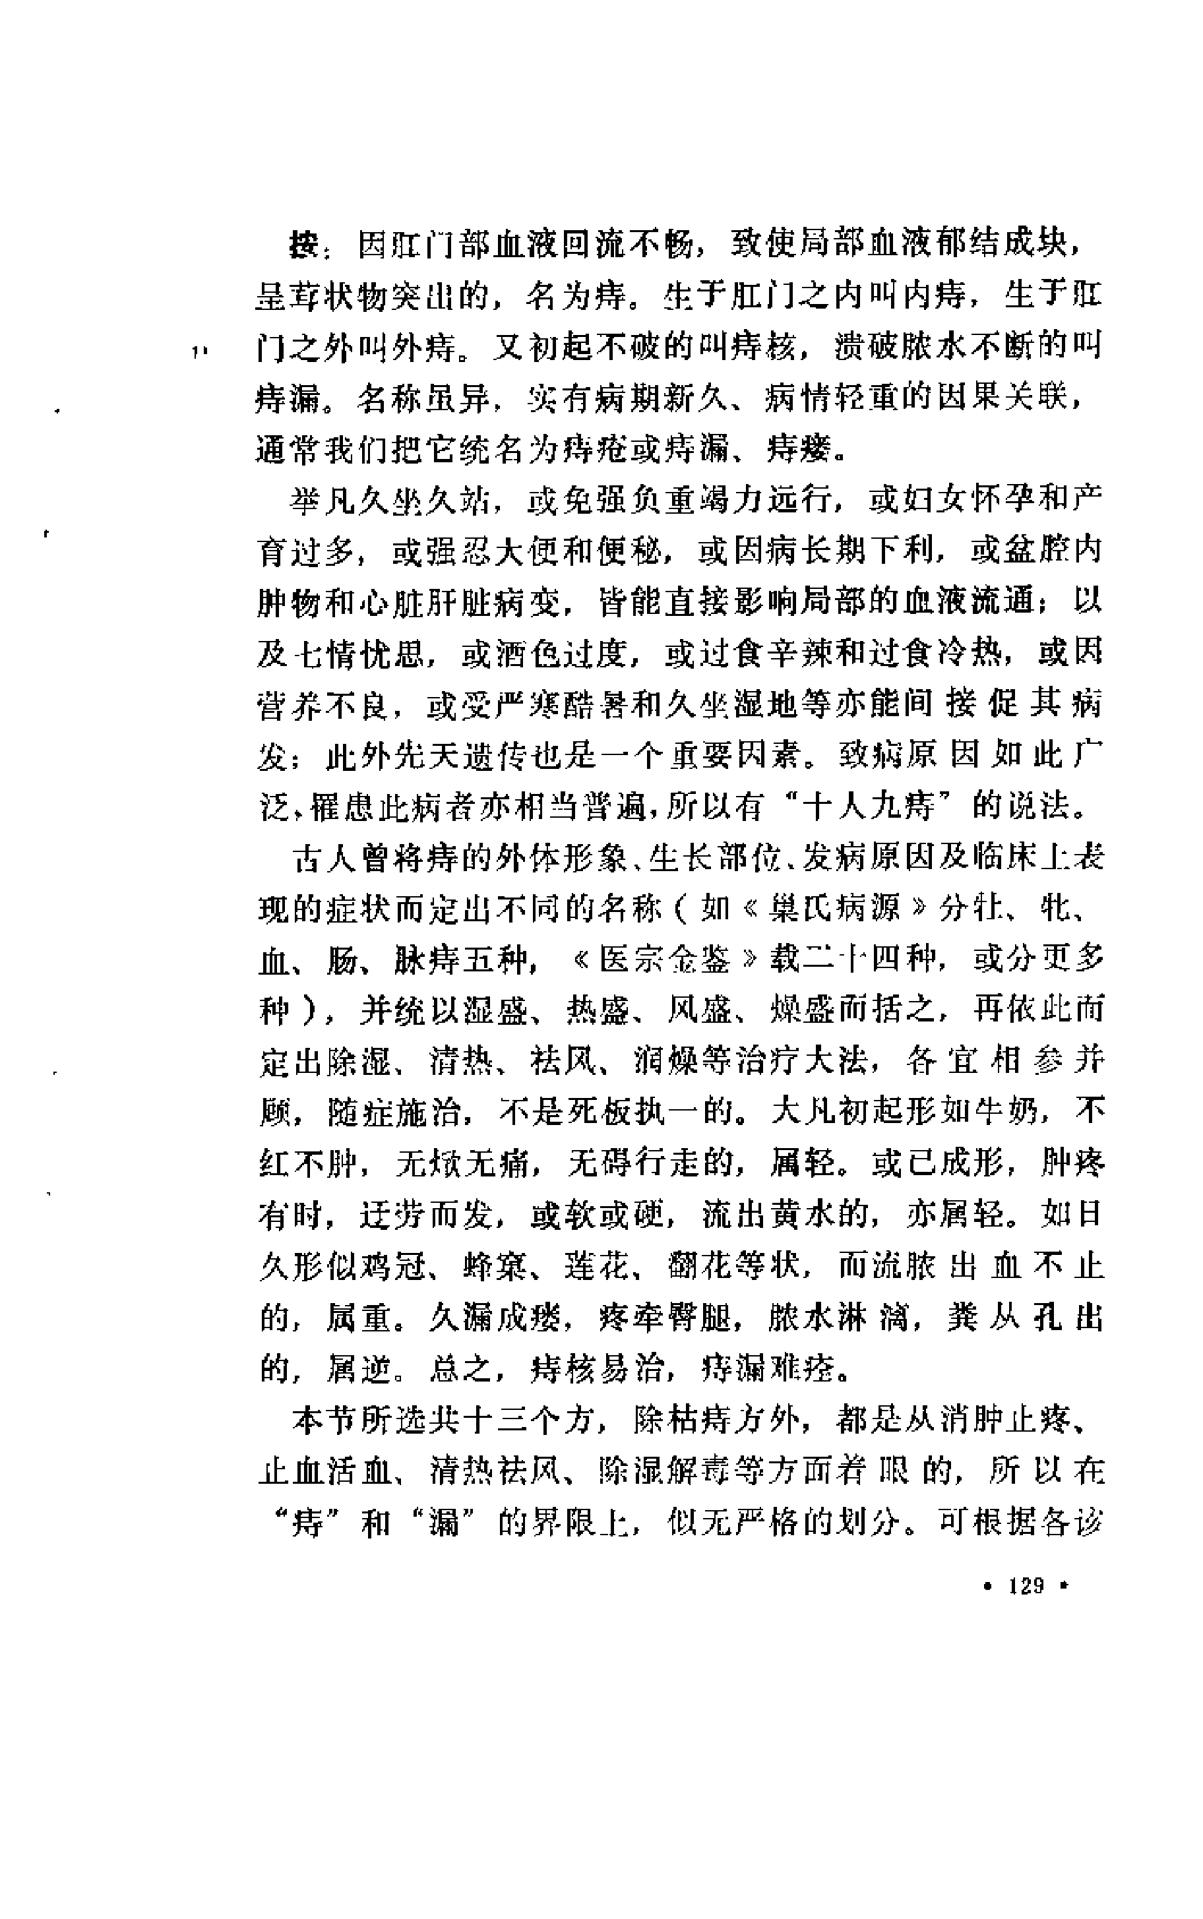 按：因肛门部血液回流不畅，致使局部血液郁结成块，
呈茸状物突出的，名为痔。生于肛门之内叫内痔，生于肛
门之外叫外痔。又初起不破的叫痔核，溃破脓水不断的叫
痔漏。名称虽异，实有病期新久、病情轻重的因果关联，
通常我们把它统名为痔疮或痔漏、痔瘘。
举凡久坐久站，或免强负重竭力远行，或妇女怀孕和产
育过多，或强忍大便和便秘，或因病长期下利，或盆腔内
肿物和心脏肝脏病变，皆能直接影响局部的血液流通；以
及七情忧思，或酒色过度，或过食辛辣和过食冷热，或因
营养不良，或受严寒酷暑和久坐湿地等亦能间接促其病
发；此外先天遗传也是一个重要因素。致病原因如此广
泛，罹患此病者亦相当普遍，所以有“十人九痔”的说法。
古人曾将痔的外体形象、生长部位、发病原因及临床上表
现的症状而定出不同的名称（如《巢氏病源》分牡、牝、
血、肠、脉痔五种，《医宗金鉴》载二十四种，或分更多
种），并统以湿盛、热盛、风盛、燥盛而括之，再依此而
定出除湿、清热、祛风、润燥等治疗大法，各宜相参并
顾，随症施治，不是死板执一的。大凡初起形如牛奶，不
红不肿，无焮无痛，无碍行走的，属轻。或已成形，肿疼
有时，迂劳而发，或软或硬，流出黄水的，亦属轻。如日
久形似鸡冠、蜂窠、莲花、翻花等状，而流脓出血不止
的，属重。久漏成瘘，疼牵臀腿，脓水淋漓，粪从孔出
的，属逆。总之，痔核易治，痔漏难痊。
本节所选共十三个方，除枯痔方外，都是从消肿止疼、
止血活血、清热祛风、除湿解毒等方面着眼的，所以在
“痔”和“漏”的界限上，似无严格的划分。可根据各该
• 129 •